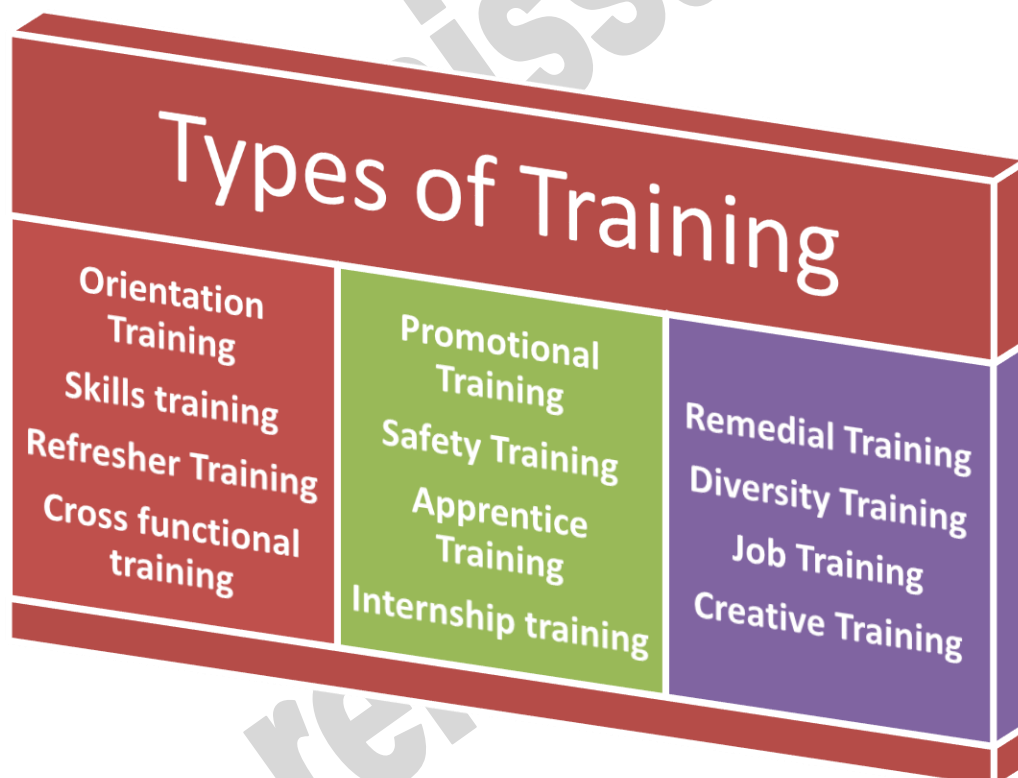 Types of Training
Orientation
Training
Skills training
Refresher Training
Cross functional
training
Promotional
Training
Safety Training
Apprentice
Training
Internship training
Remedial Training
Diversity Training
Job Training
Creative Training